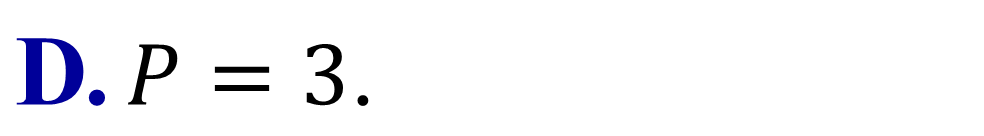 D. P = 3.